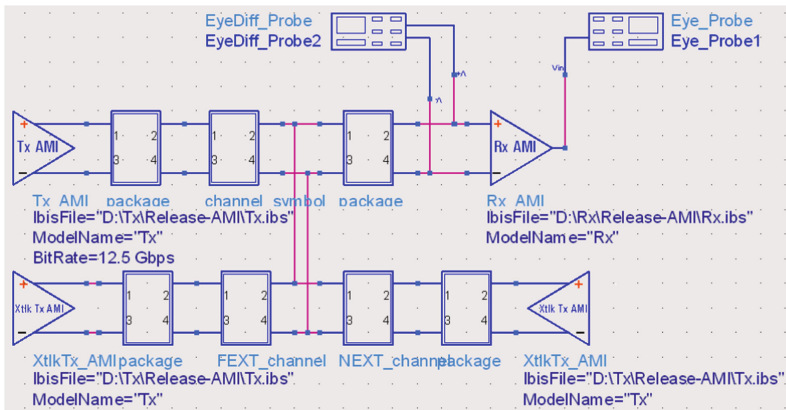 EyeDiff_Probe
EyeDiff_Probe2
Eye_Probe
Eye_Probe1
Vin
+V
-V
+ Tx AMI −
1 2
3 4
1 2
3 4
1 2
3 4
+ Rx AMI −
Tx_AMI package channel_symbol package Rx_AMI
IbisFile="D:\Tx\Release-AMI\Tx.ibs"
ModelName="Tx"
BitRate=12.5 Gbps
IbisFile="D:\Rx\Release-AMI\Rx.ibs"
ModelName="Rx"
+ Xtlk Tx AMI −
1 2
3 4
1 2
3 4
1 2
3 4
1 2
3 4
+ Xtlk Tx AMI −
XtlkTx_AMI package FEXT_channel NEXT_channel package XtlkTx_AMI
IbisFile="D:\Tx\Release-AMI\Tx.ibs"
ModelName="Tx"
IbisFile="D:\Tx\Release-AMI\Tx.ibs"
ModelName="Tx"